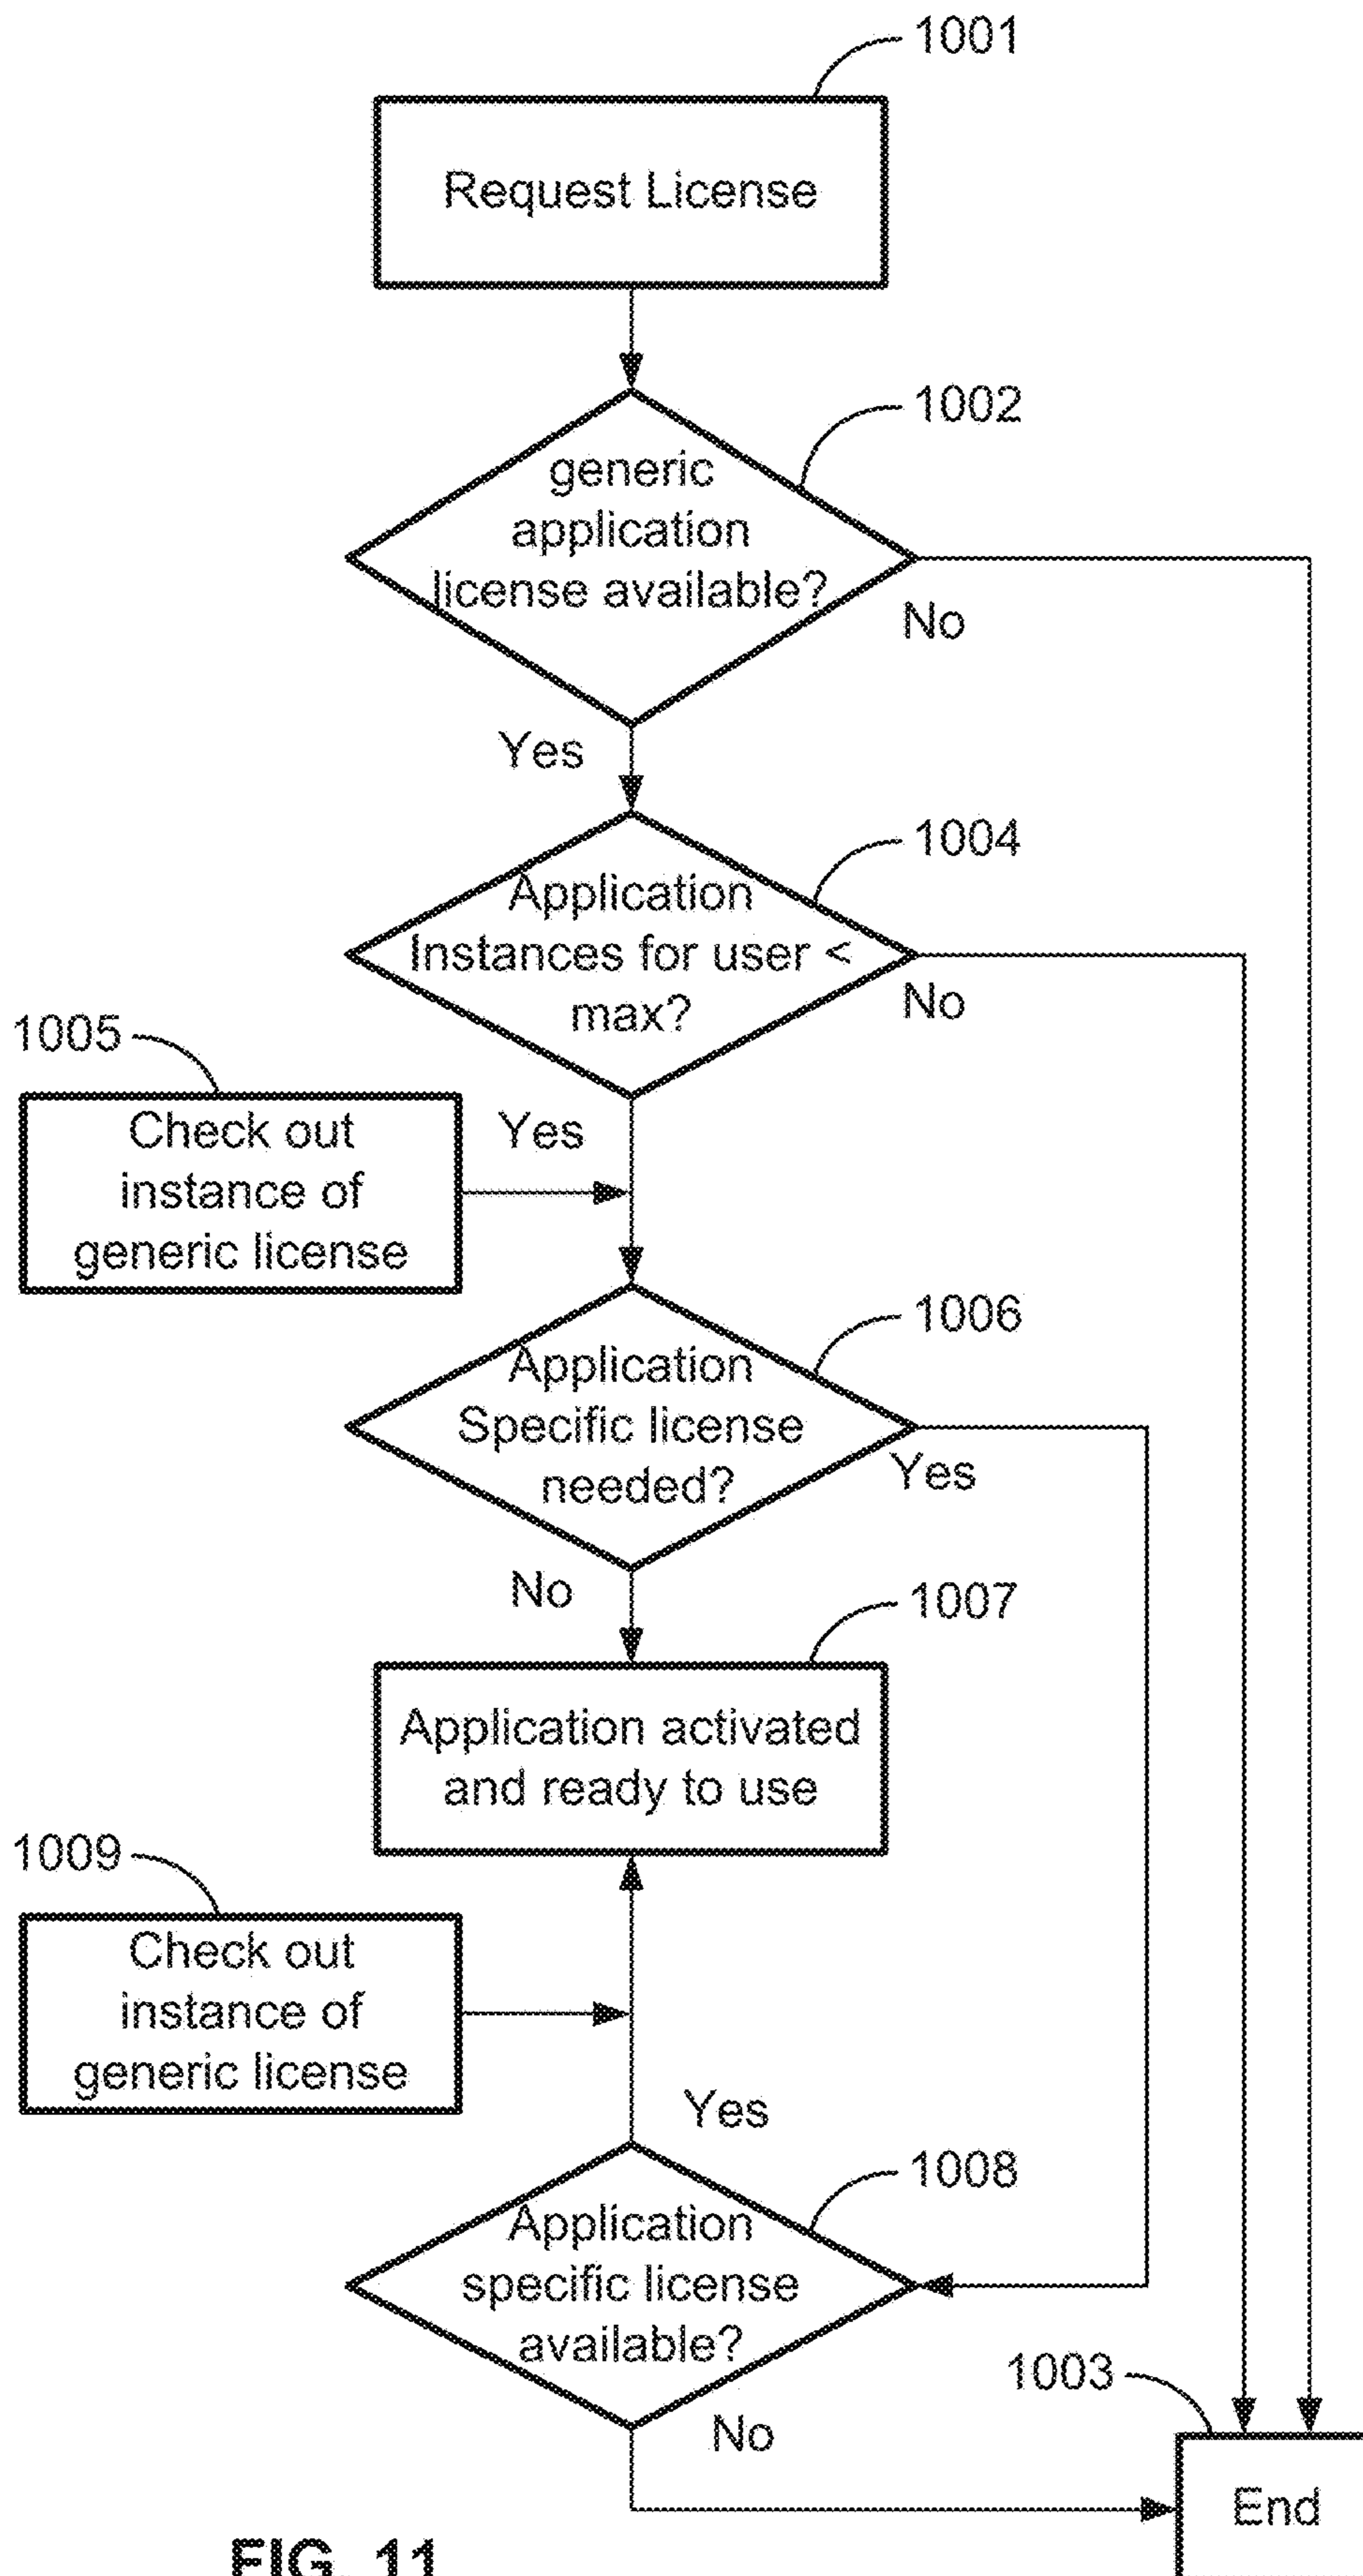 1001
Request License
1002
generic
application
license available?
No
Yes
1004
Application
Instances for user <
max?
No
1005
Check out
instance of
generic license
Yes
1006
Application
Specific license
needed?
Yes
No
1007
Application activated
and ready to use
1009
Check out
instance of
generic license
Yes
1008
Application
specific license
available?
1003
No
End
FIG. 11